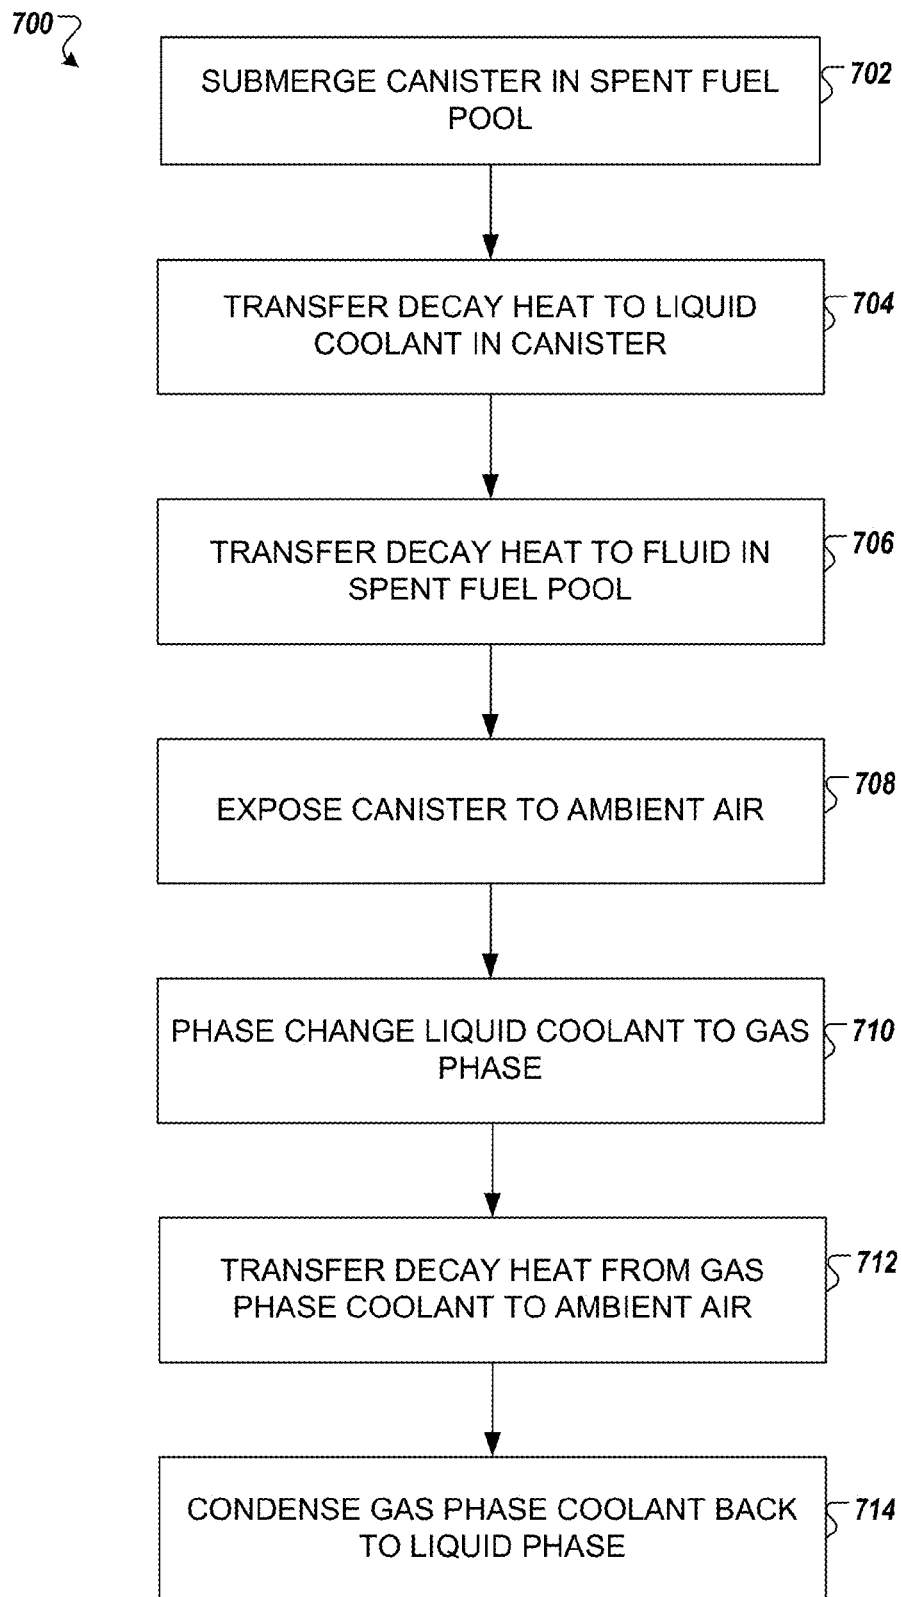 700
SUBMERGE CANISTER IN SPENT FUEL
POOL
702
TRANSFER DECAY HEAT TO LIQUID
COOLANT IN CANISTER
704
TRANSFER DECAY HEAT TO FLUID IN
SPENT FUEL POOL
706
EXPOSE CANISTER TO AMBIENT AIR
708
PHASE CHANGE LIQUID COOLANT TO GAS
PHASE
710
TRANSFER DECAY HEAT FROM GAS
PHASE COOLANT TO AMBIENT AIR
712
CONDENSE GAS PHASE COOLANT BACK
TO LIQUID PHASE
714